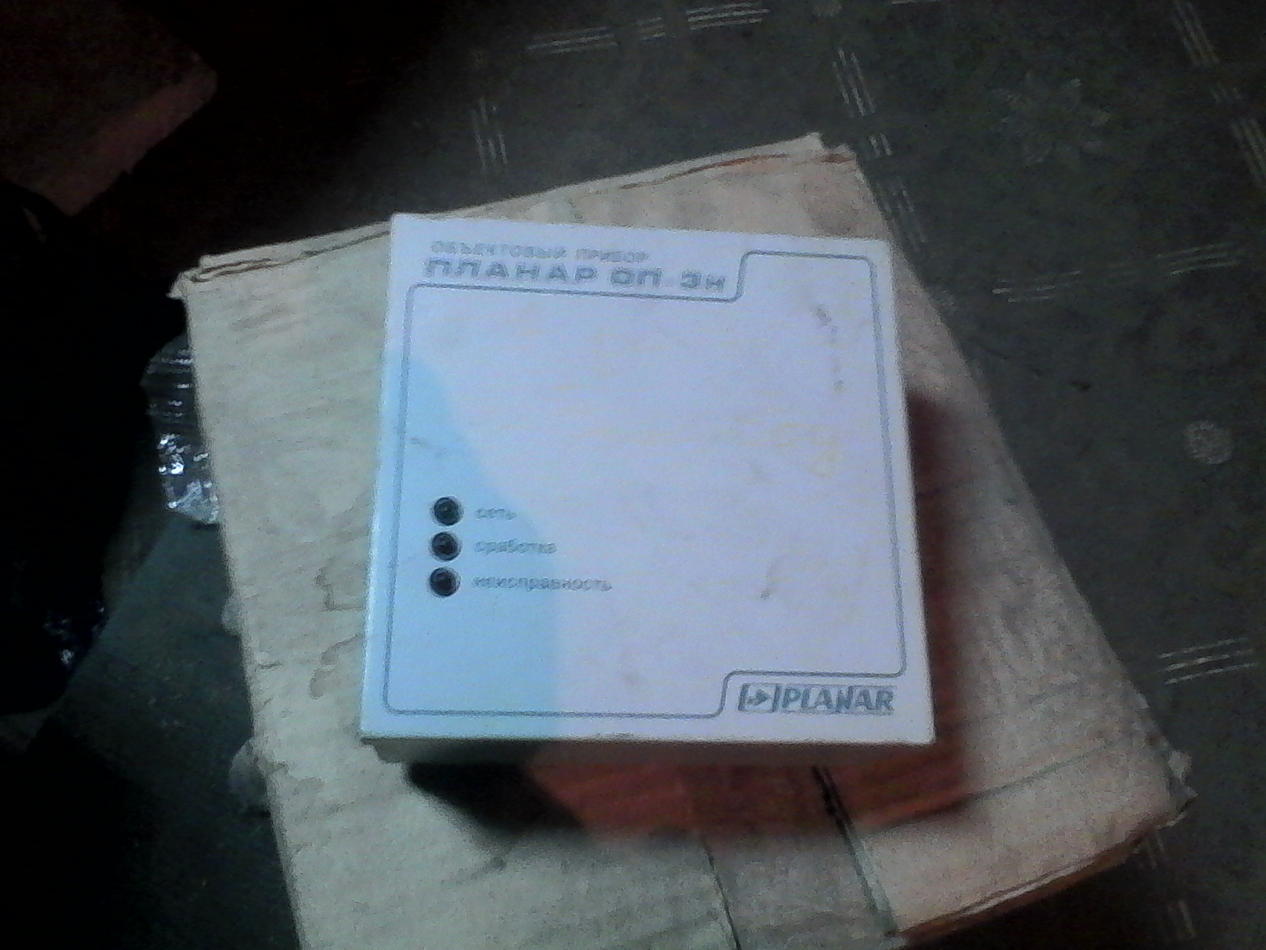 ОБЪЕКТОВЫЙ ПРИБОР
ПЛАНАР ОП-3н
сеть
сработка
неисправность
PLANAR